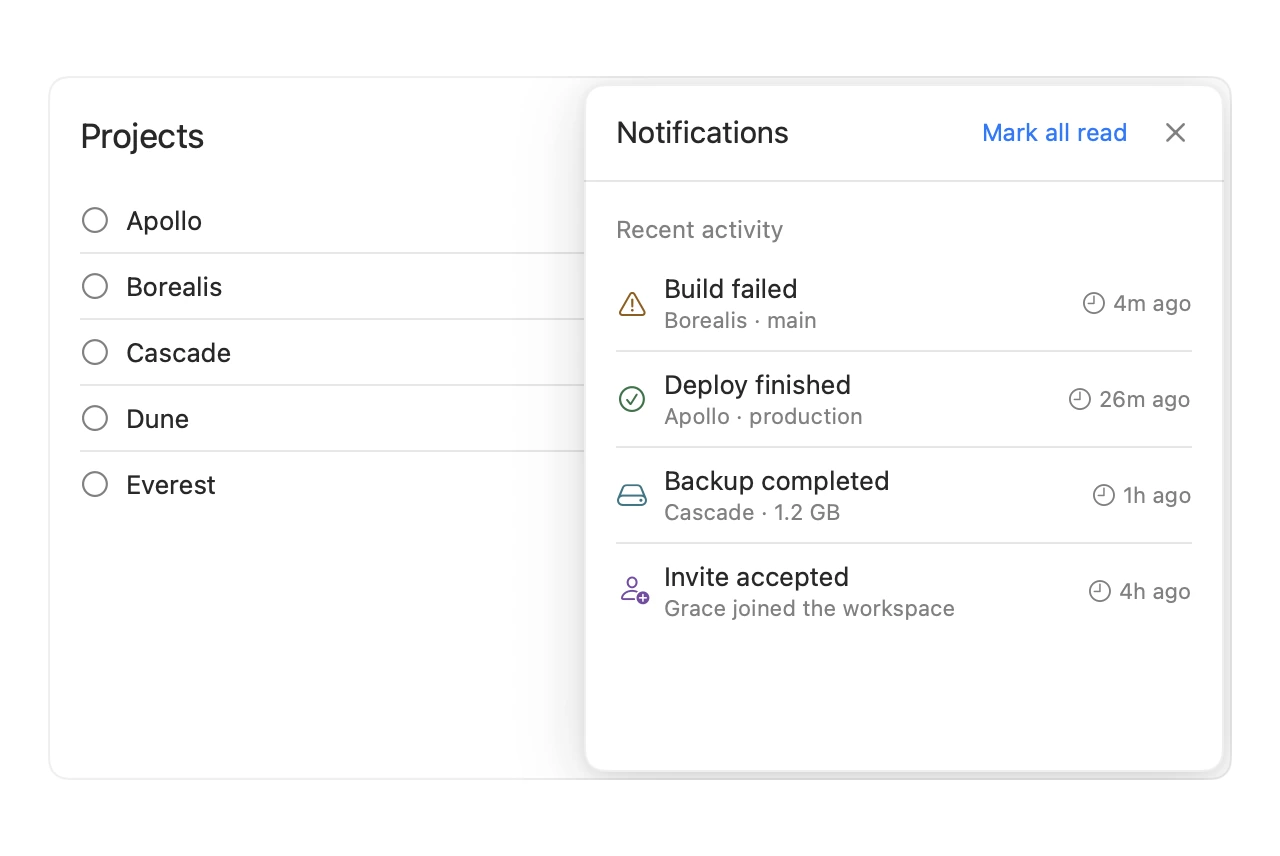 Projects
Apollo
Borealis
Cascade
Dune
Everest
Notifications
Mark all read
Recent activity
Build failed
Borealis · main
4m ago
Deploy finished
Apollo · production
26m ago
Backup completed
Cascade · 1.2 GB
1h ago
Invite accepted
Grace joined the workspace
4h ago